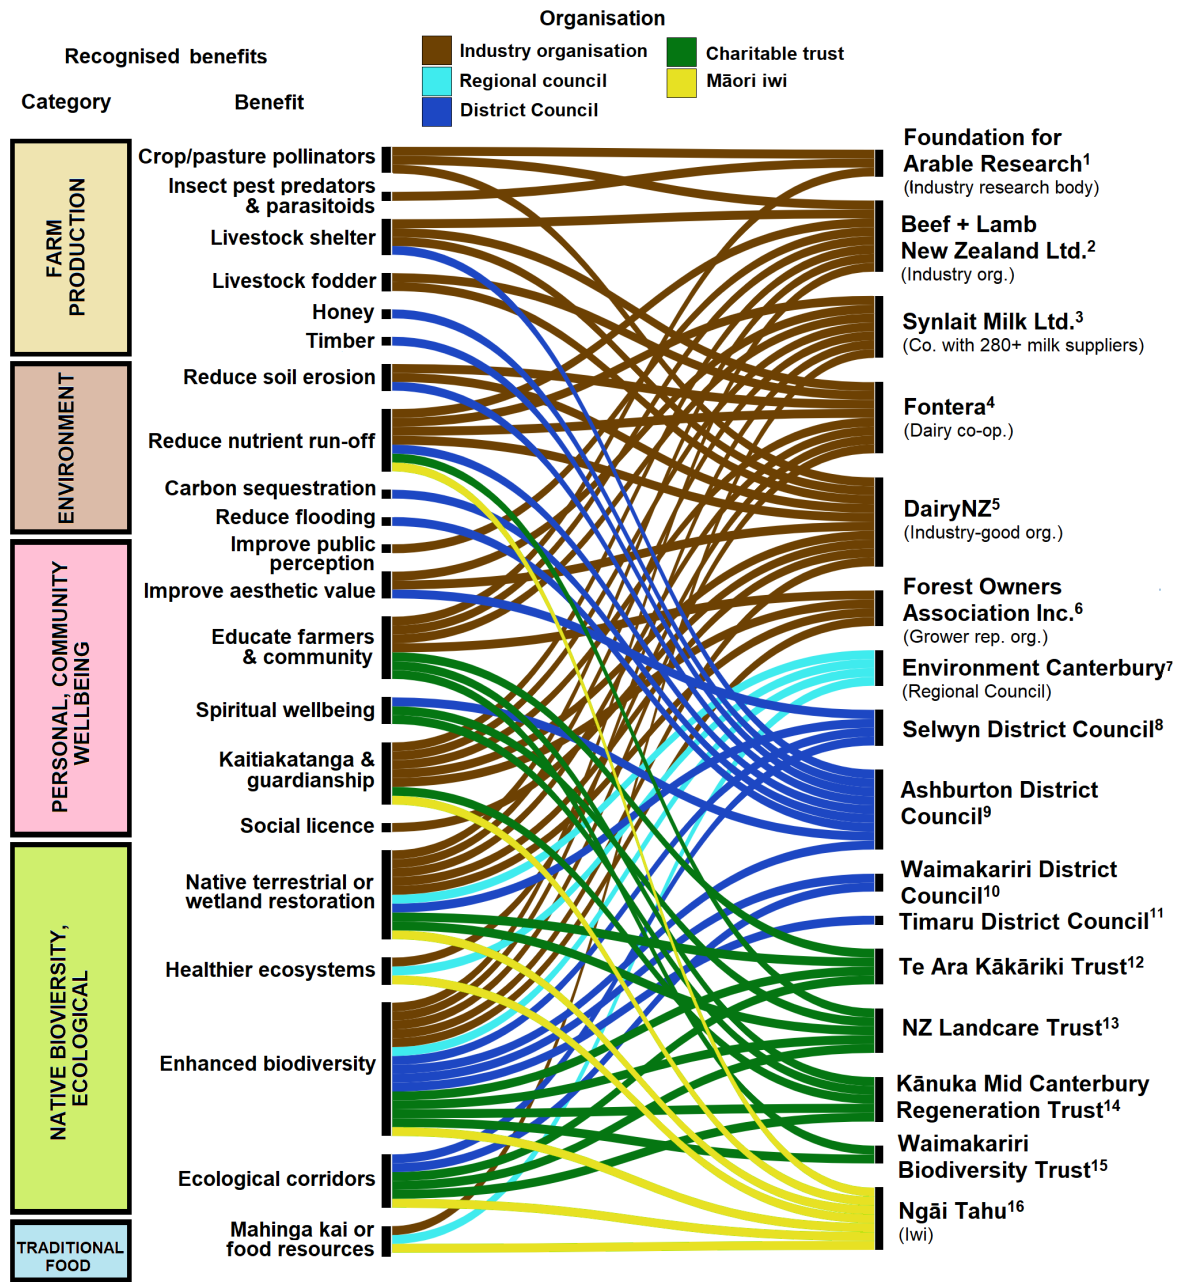 Organisation
Recognised benefits
Industry organisation
Charitable trust
Regional council
Māori iwi
District Council
Category
Benefit
FARM
PRODUCTION
ENVIRONMENT
PERSONAL, COMMUNITY
WELLBEING
NATIVE BIOVIERSITY,
ECOLOGICAL
TRADITIONAL
FOOD
Crop/pasture pollinators
Insect pest predators
& parasitoids
Livestock shelter
Livestock fodder
Honey
Timber
Reduce soil erosion
Reduce nutrient run-off
Carbon sequestration
Reduce flooding
Improve public
perception
Improve aesthetic value
Educate farmers
& community
Spiritual wellbeing
Kaitiakatanga &
guardianship
Social licence
Native terrestrial or
wetland restoration
Healthier ecosystems
Enhanced biodiversity
Ecological corridors
Mahinga kai or
food resources
Foundation for
Arable Research¹
(Industry research body)
Beef + Lamb
New Zealand Ltd.²
(Industry org.)
Synlait Milk Ltd.³
(Co. with 280+ milk suppliers)
Fontera⁴
(Dairy co-op.)
DairyNZ⁵
(Industry-good org.)
Forest Owners
Association Inc.⁶
(Grower rep. org.)
Environment Canterbury⁷
(Regional Council)
Selwyn District Council⁸
Ashburton District
Council⁹
Waimakariri District
Council¹⁰
Timaru District Council¹¹
Te Ara Kākāriki Trust¹²
NZ Landcare Trust¹³
Kānuka Mid Canterbury
Regeneration Trust¹⁴
Waimakariri
Biodiversity Trust¹⁵
Ngāi Tahu¹⁶
(Iwi)